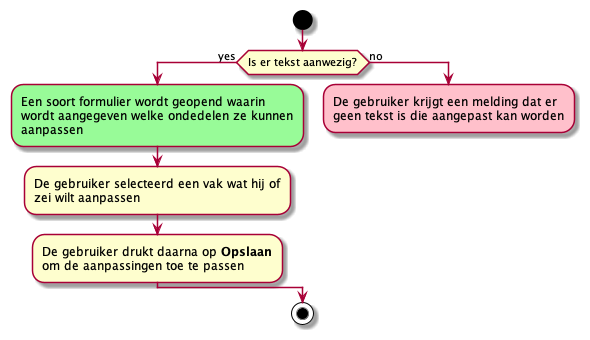 Is er tekst aanwezig?
yes
no
Een soort formulier wordt geopend waarin
wordt aangegeven welke ondedelen ze kunnen
aanpassen
De gebruiker krijgt een melding dat er
geen tekst is die aangepast kan worden
De gebruiker selecteerd een vak wat hij of
zei wilt aanpassen
De gebruiker drukt daarna op Opslaan
om de aanpassingen toe te passen